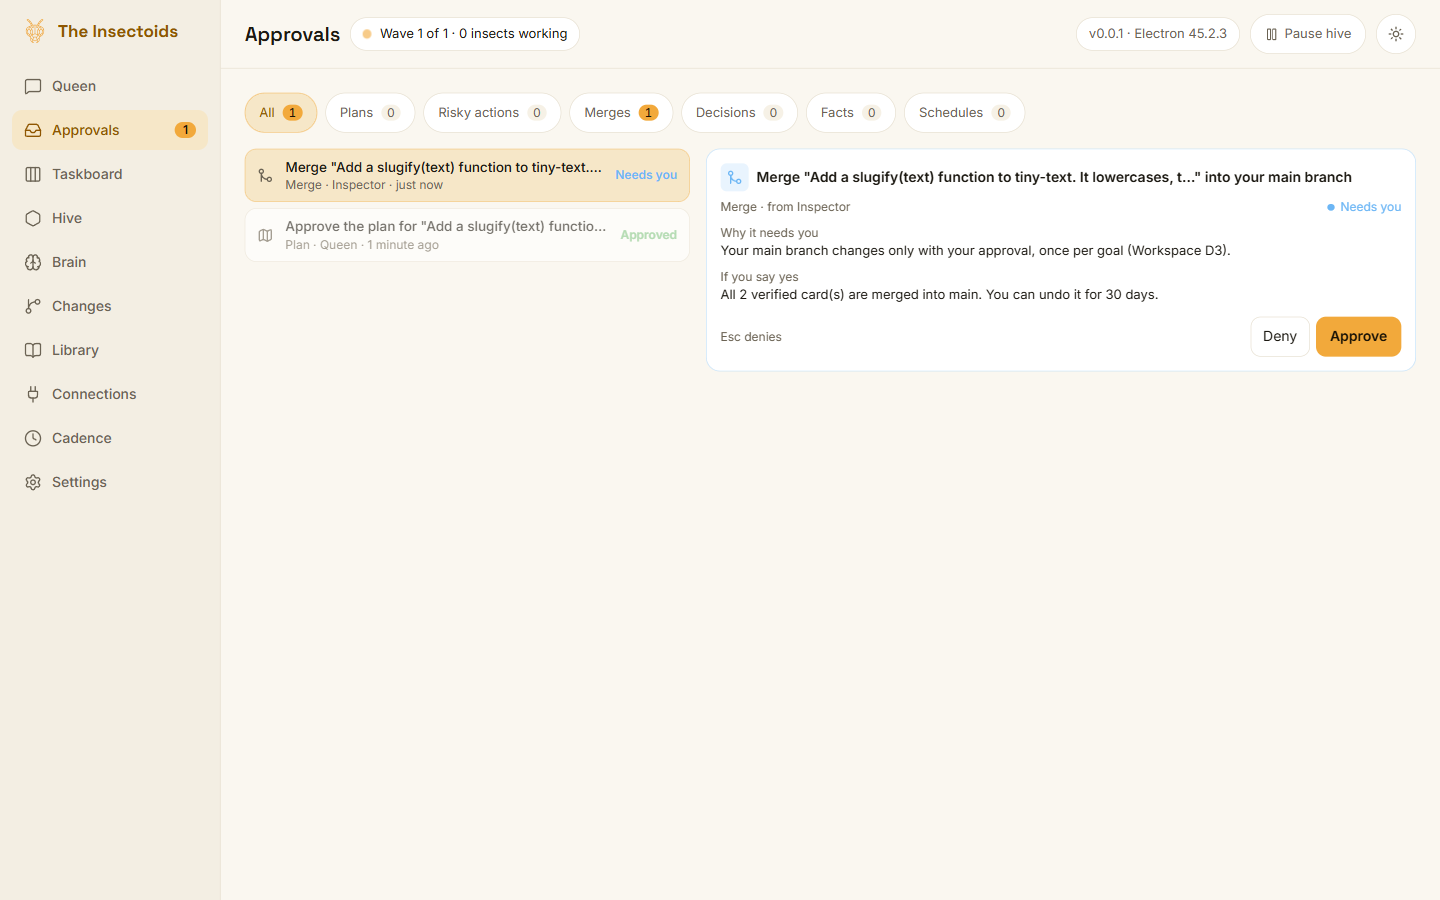 The Insectoids
Queen
Approvals 1
Taskboard
Hive
Brain
Changes
Library
Connections
Cadence
Settings
Approvals
Wave 1 of 1 · 0 insects working
v0.0.1 · Electron 45.2.3
Pause hive
All 1
Plans 0
Risky actions 0
Merges 1
Decisions 0
Facts 0
Schedules 0
Merge "Add a slugify(text) function to tiny-text.... Needs you
Merge · Inspector · just now
Approve the plan for "Add a slugify(text) functio... Approved
Plan · Queen · 1 minute ago
Merge "Add a slugify(text) function to tiny-text. It lowercases, t..." into your main branch
Merge · from Inspector
Needs you
Why it needs you
Your main branch changes only with your approval, once per goal (Workspace D3).
If you say yes
All 2 verified card(s) are merged into main. You can undo it for 30 days.
Esc denies
Deny
Approve